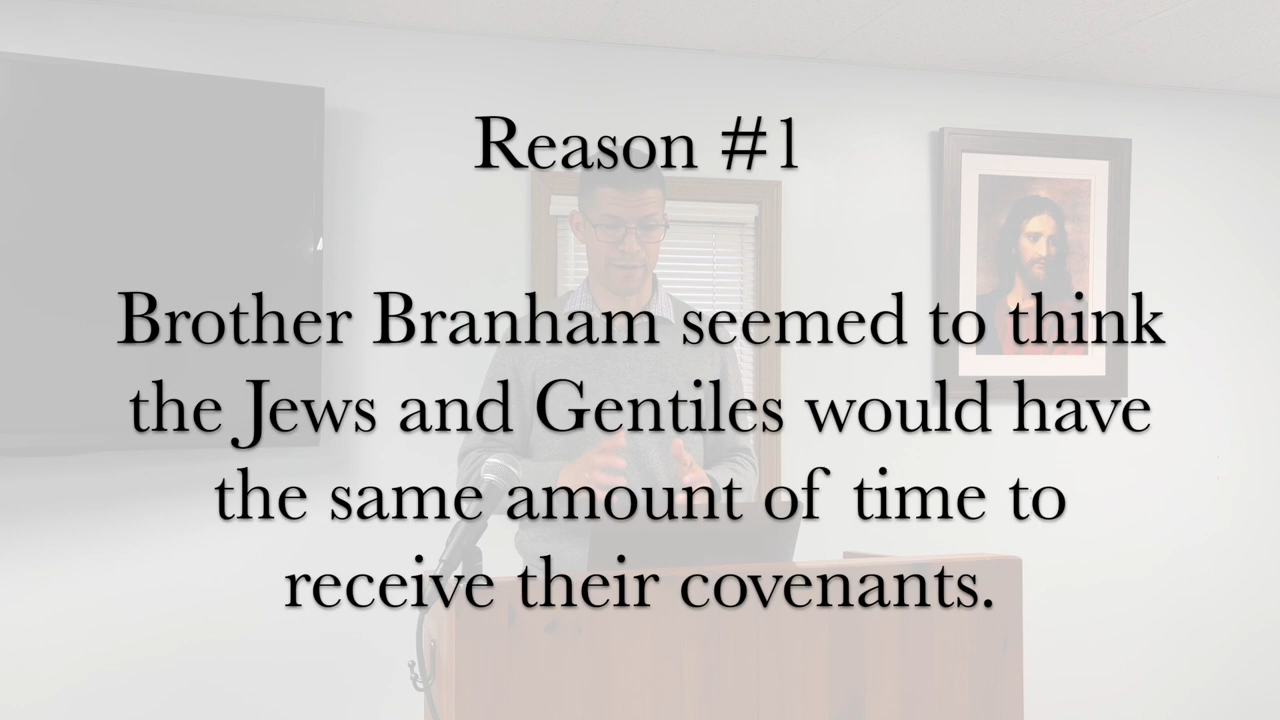 Reason #1
Brother Branham seemed to think
the Jews and Gentiles would have
the same amount of time to
receive their covenants.